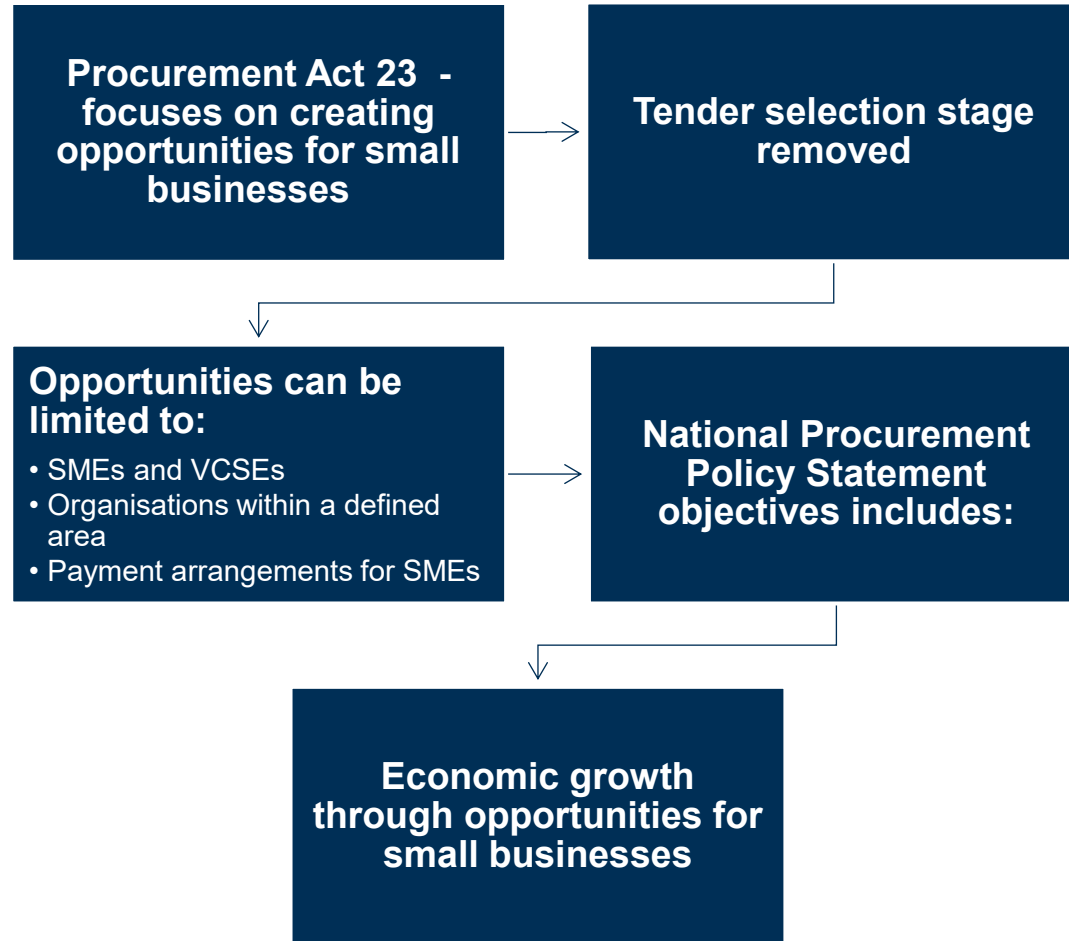 Procurement Act 23 -
focuses on creating
opportunities for small
businesses
Tender selection stage
removed
Opportunities can be
limited to:
• SMEs and VCSEs
• Organisations within a defined
area
• Payment arrangements for SMEs
National Procurement
Policy Statement
objectives includes:
Economic growth
through opportunities for
small businesses